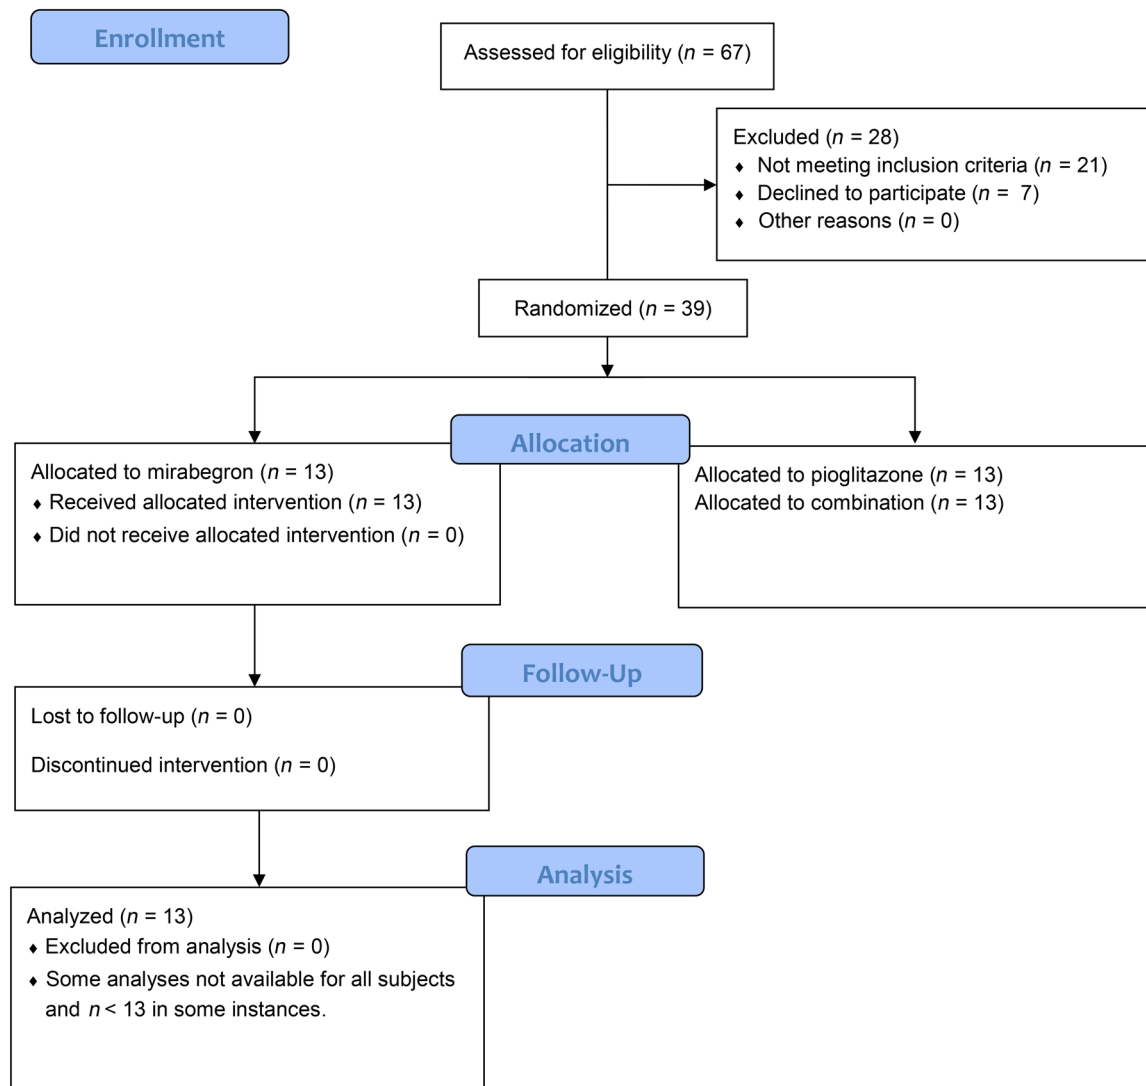 Enrollment
Assessed for eligibility (n = 67)
Excluded (n = 28)
♦ Not meeting inclusion criteria (n = 21)
♦ Declined to participate (n = 7)
♦ Other reasons (n = 0)
Randomized (n = 39)
Allocation
Allocated to mirabegron (n = 13)
♦ Received allocated intervention (n = 13)
♦ Did not receive allocated intervention (n = 0)
Allocated to pioglitazone (n = 13)
Allocated to combination (n = 13)
Follow-Up
Lost to follow-up (n = 0)
Discontinued intervention (n = 0)
Analysis
Analyzed (n = 13)
♦ Excluded from analysis (n = 0)
♦ Some analyses not available for all subjects
and n < 13 in some instances.